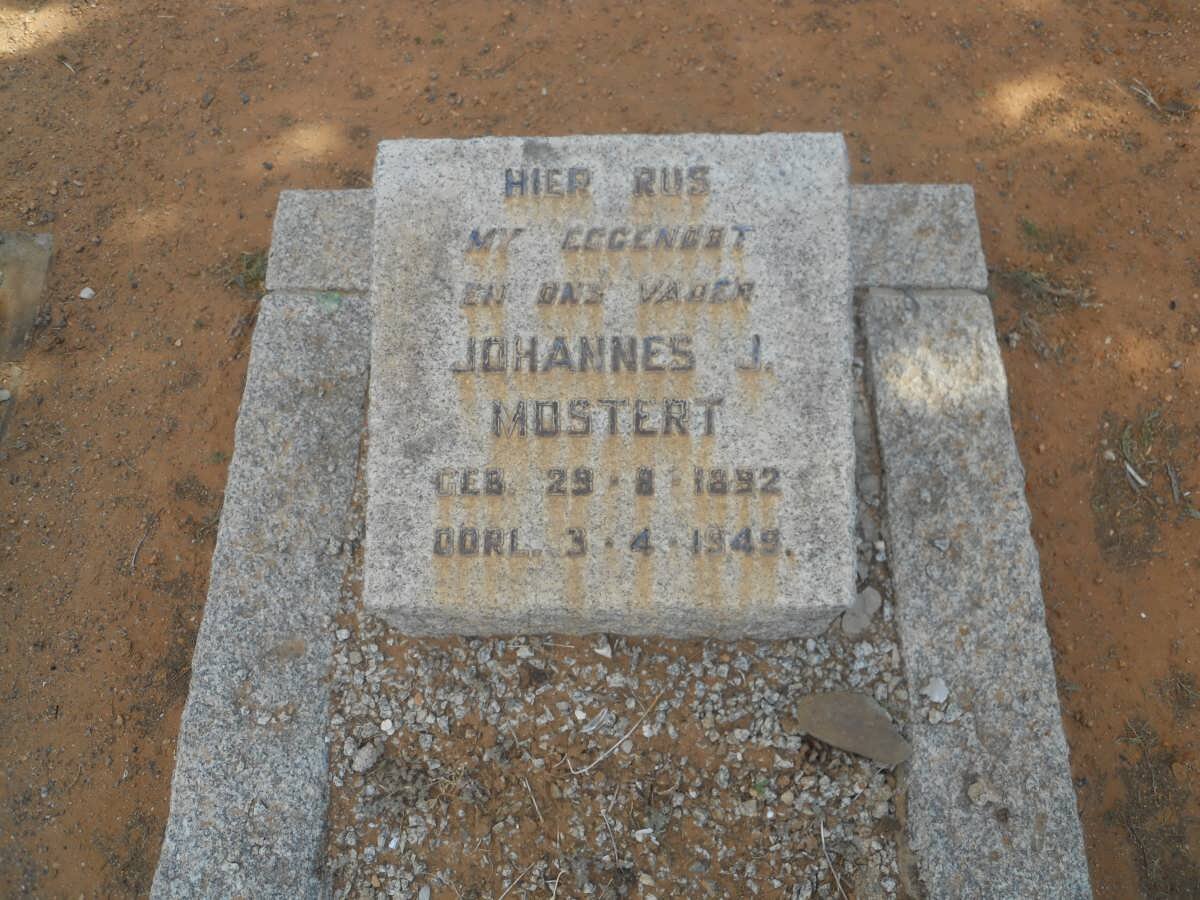 HIER RUS
MY EGGENOOT
EN ONS VADER
JOHANNES J.
MOSTERT
GEB. 29 · 8 · 1892
OORL. 3 · 4 · 1949.